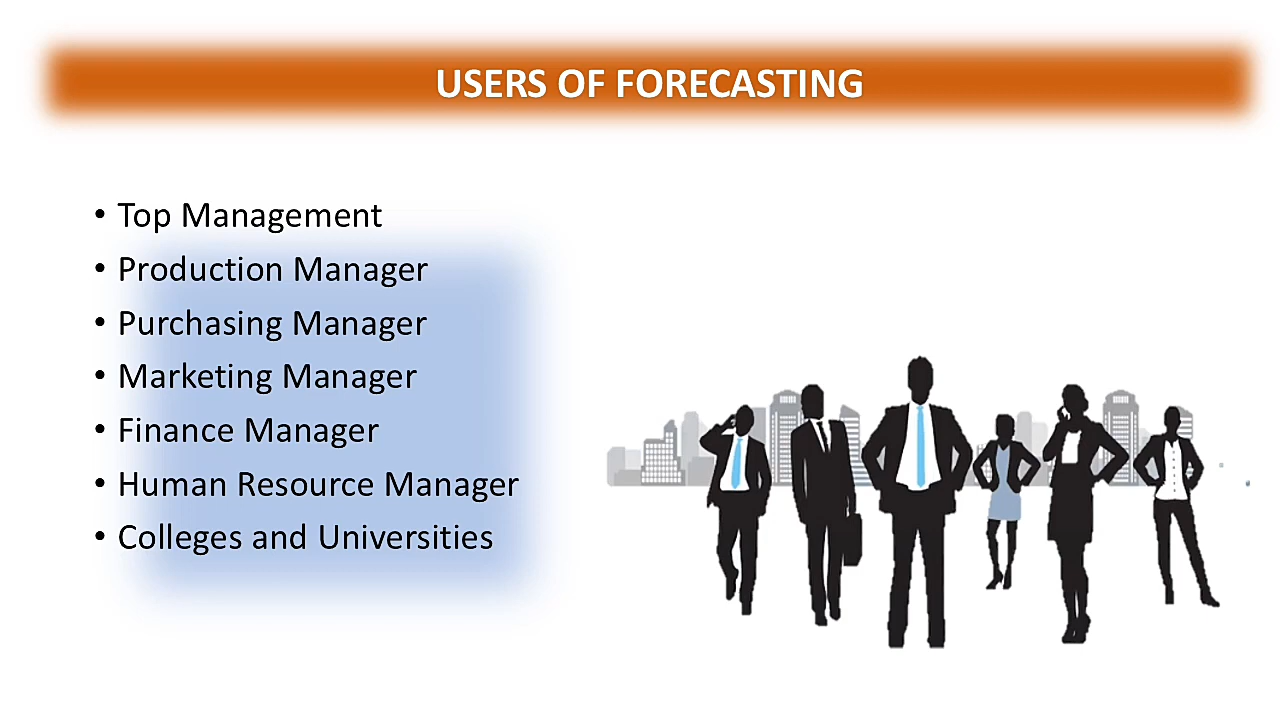 USERS OF FORECASTING
• Top Management
• Production Manager
• Purchasing Manager
• Marketing Manager
• Finance Manager
• Human Resource Manager
• Colleges and Universities